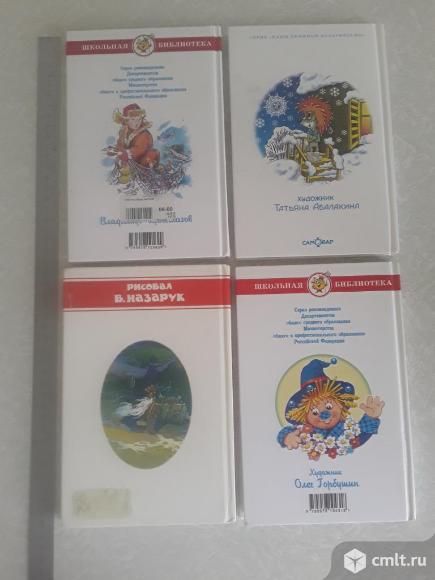 ШКОЛЬНАЯ БИБЛИОТЕКА
Серия рекомендована
Департаментом
общего среднего образования
Министерства
общего и профессионального образования
Российской Федерации
Владимир
ХУДОЖНИК
ТАТЬЯНА АБАЛАКИНА
САМОВАР
РИСОВАЛ
В. НАЗАРУК
ШКОЛЬНАЯ БИБЛИОТЕКА
Серия рекомендована
Департаментом
общего среднего образования
Министерства
общего и профессионального образования
Российской Федерации
Художник
Олег Горбушин
cmlt.ru